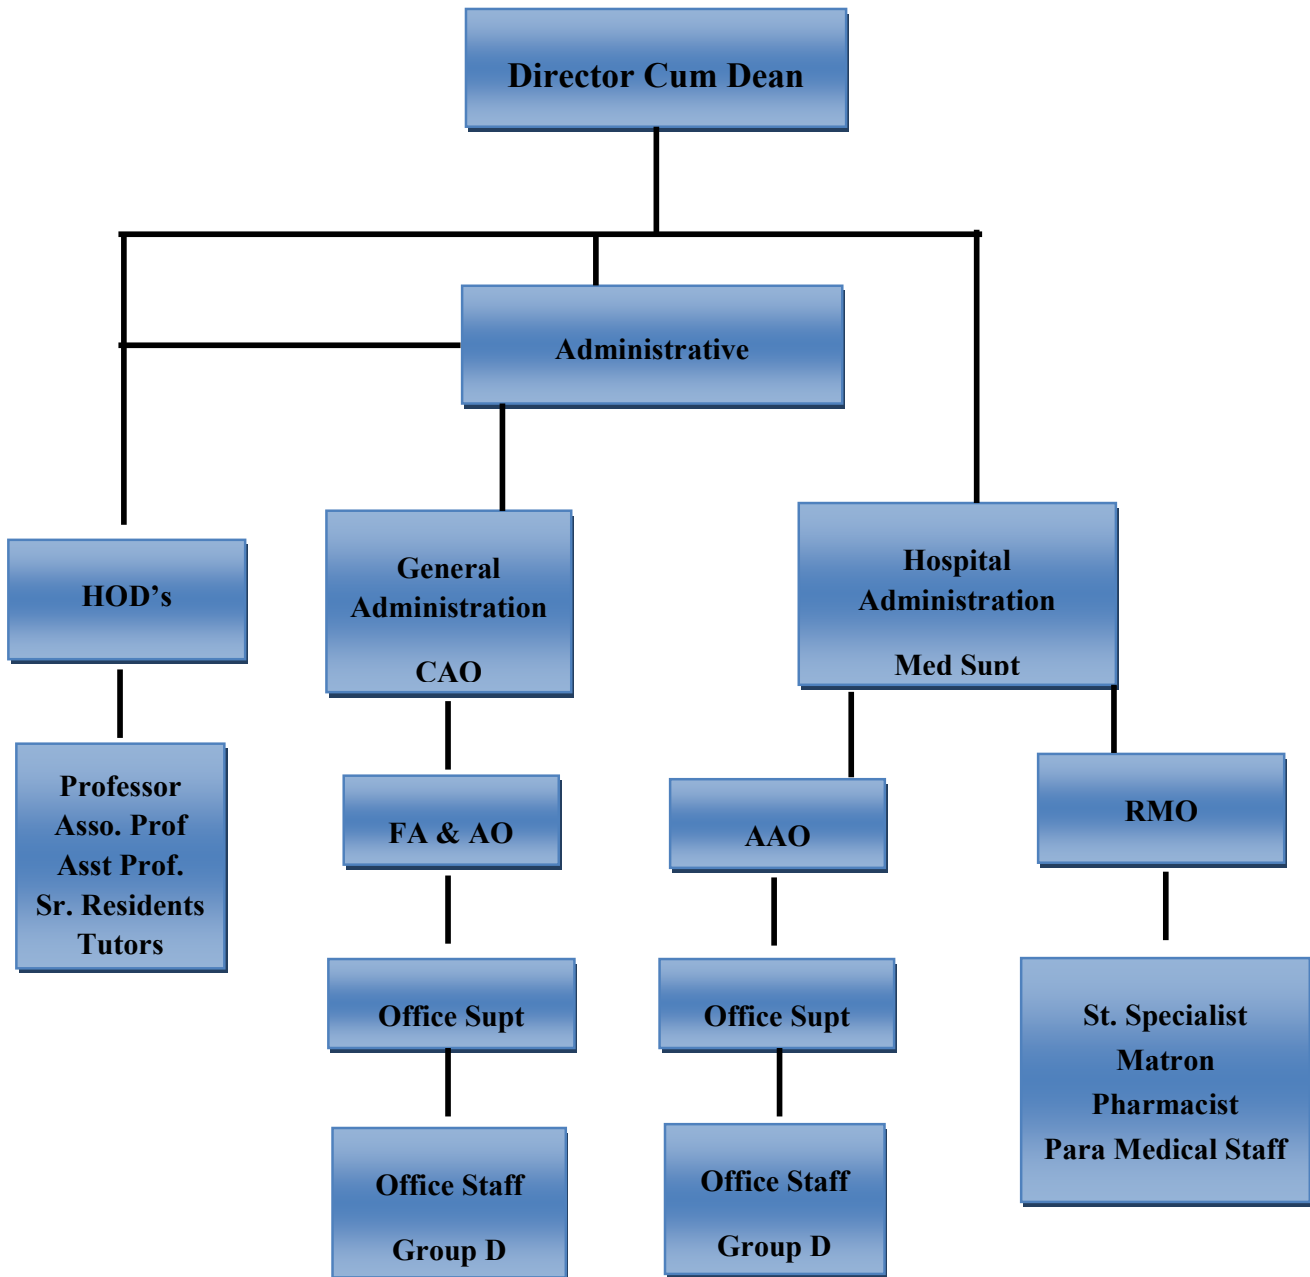 Director Cum Dean
Administrative
HOD's
General
Administration
CAO
Hospital
Administration
Med Supt
Professor
Asso. Prof
Asst Prof.
Sr. Residents
Tutors
FA & AO
AAO
RMO
Office Supt
Office Supt
St. Specialist
Matron
Pharmacist
Para Medical Staff
Office Staff
Group D
Office Staff
Group D